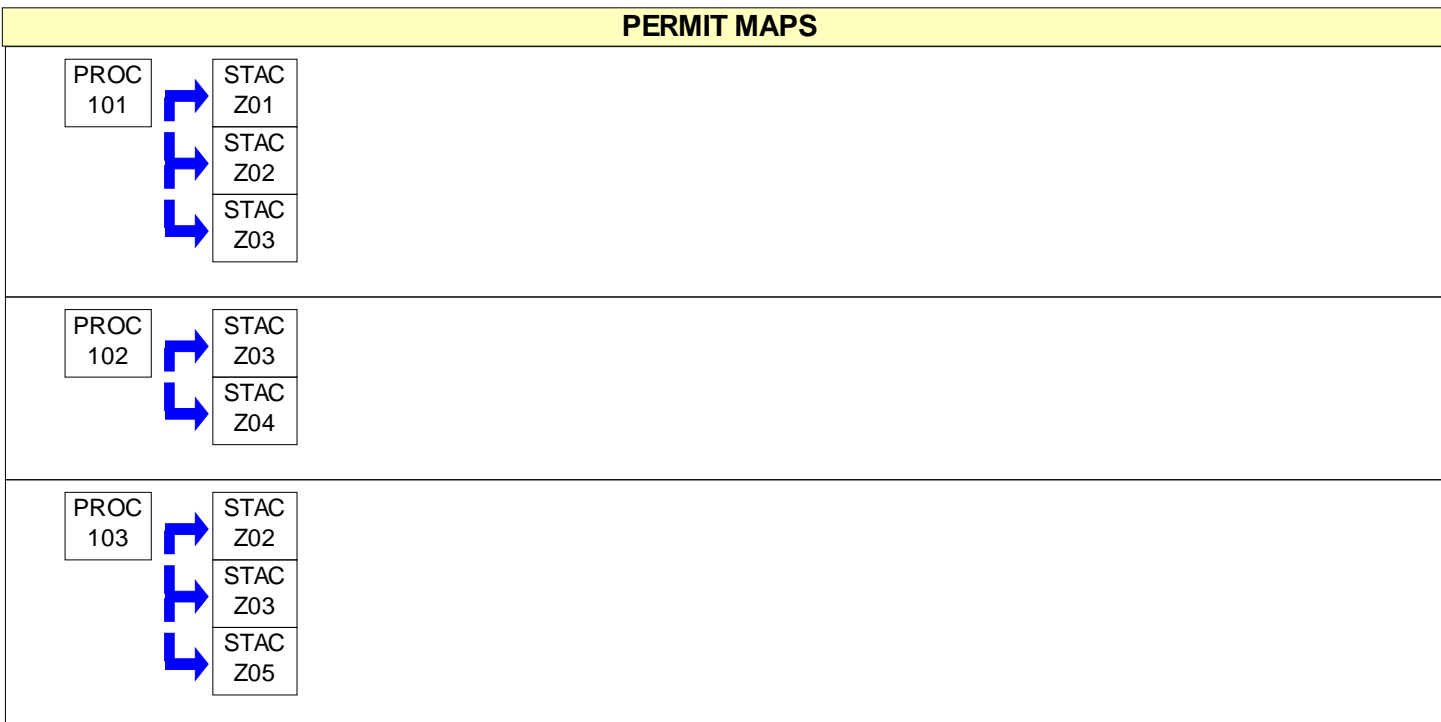 PERMIT MAPS
PROC
101
STAC
Z01
STAC
Z02
STAC
Z03
PROC
102
STAC
Z03
STAC
Z04
PROC
103
STAC
Z02
STAC
Z03
STAC
Z05